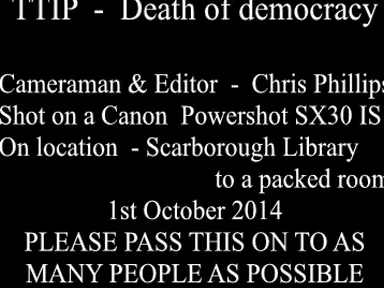 TTIP - Death of democracy
Cameraman & Editor - Chris Phillips
Shot on a Canon Powershot SX30 IS
On location - Scarborough Library
to a packed room
1st October 2014
PLEASE PASS THIS ON TO AS
MANY PEOPLE AS POSSIBLE